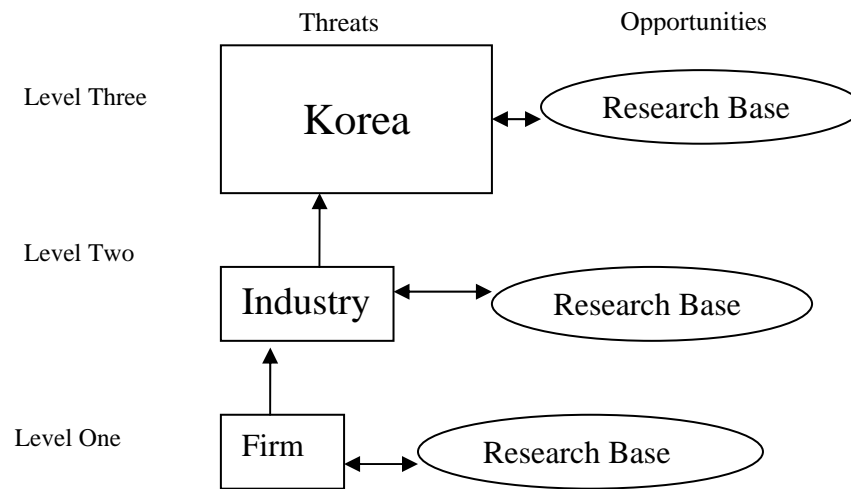 Threats
Opportunities
Level Three
Korea
Research Base
Level Two
Industry
Research Base
Level One
Firm
Research Base